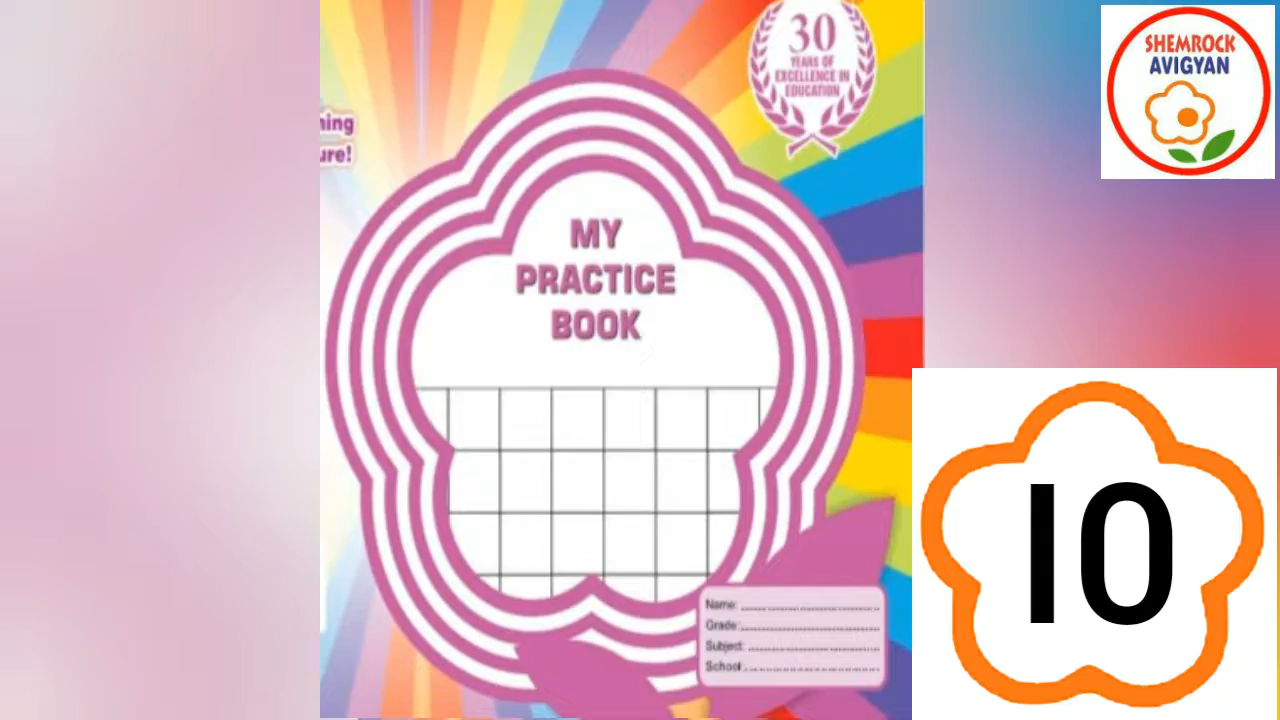 30
YEARS OF
EXCELLENCE IN
EDUCATION
SHEMROCK
AVIGYAN
MY
PRACTICE
BOOK
10
Name:
Grade:
Subject:
School: